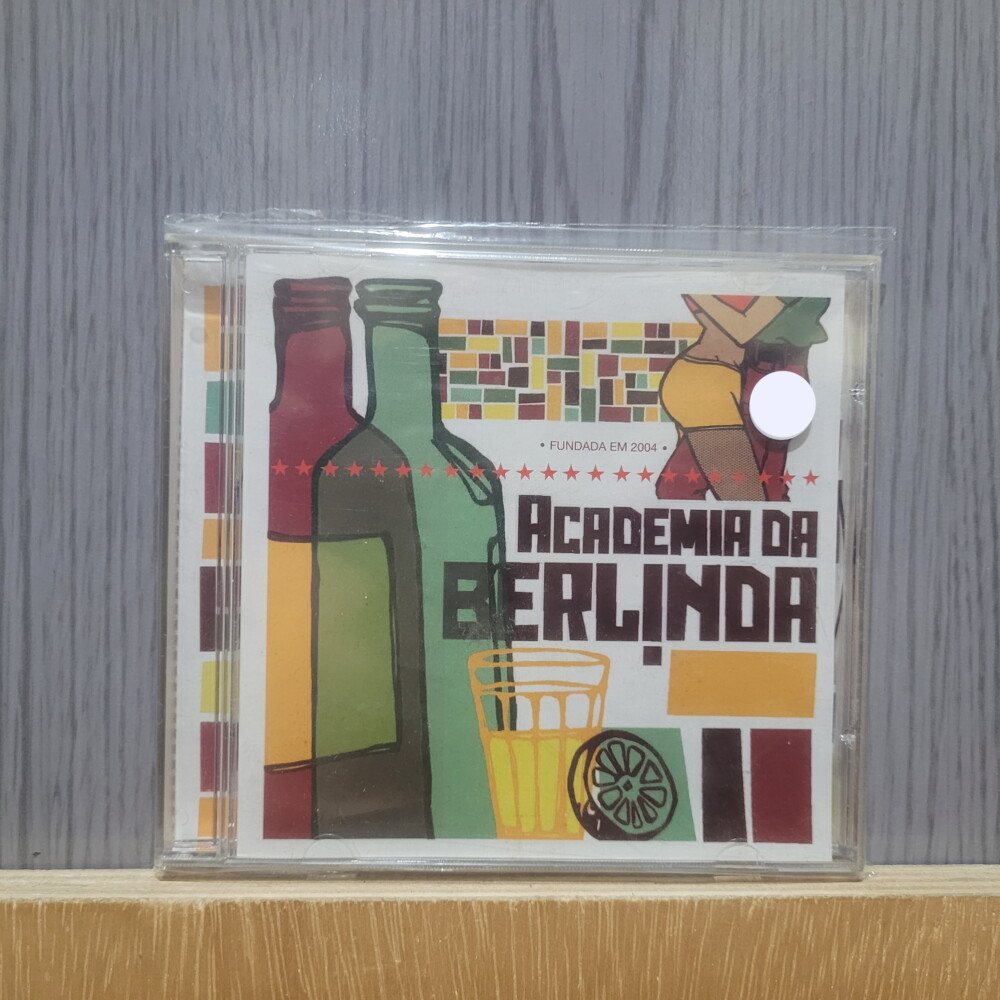 • FUNDADA EM 2004 •
ACADEMIA DA
BERLINDA